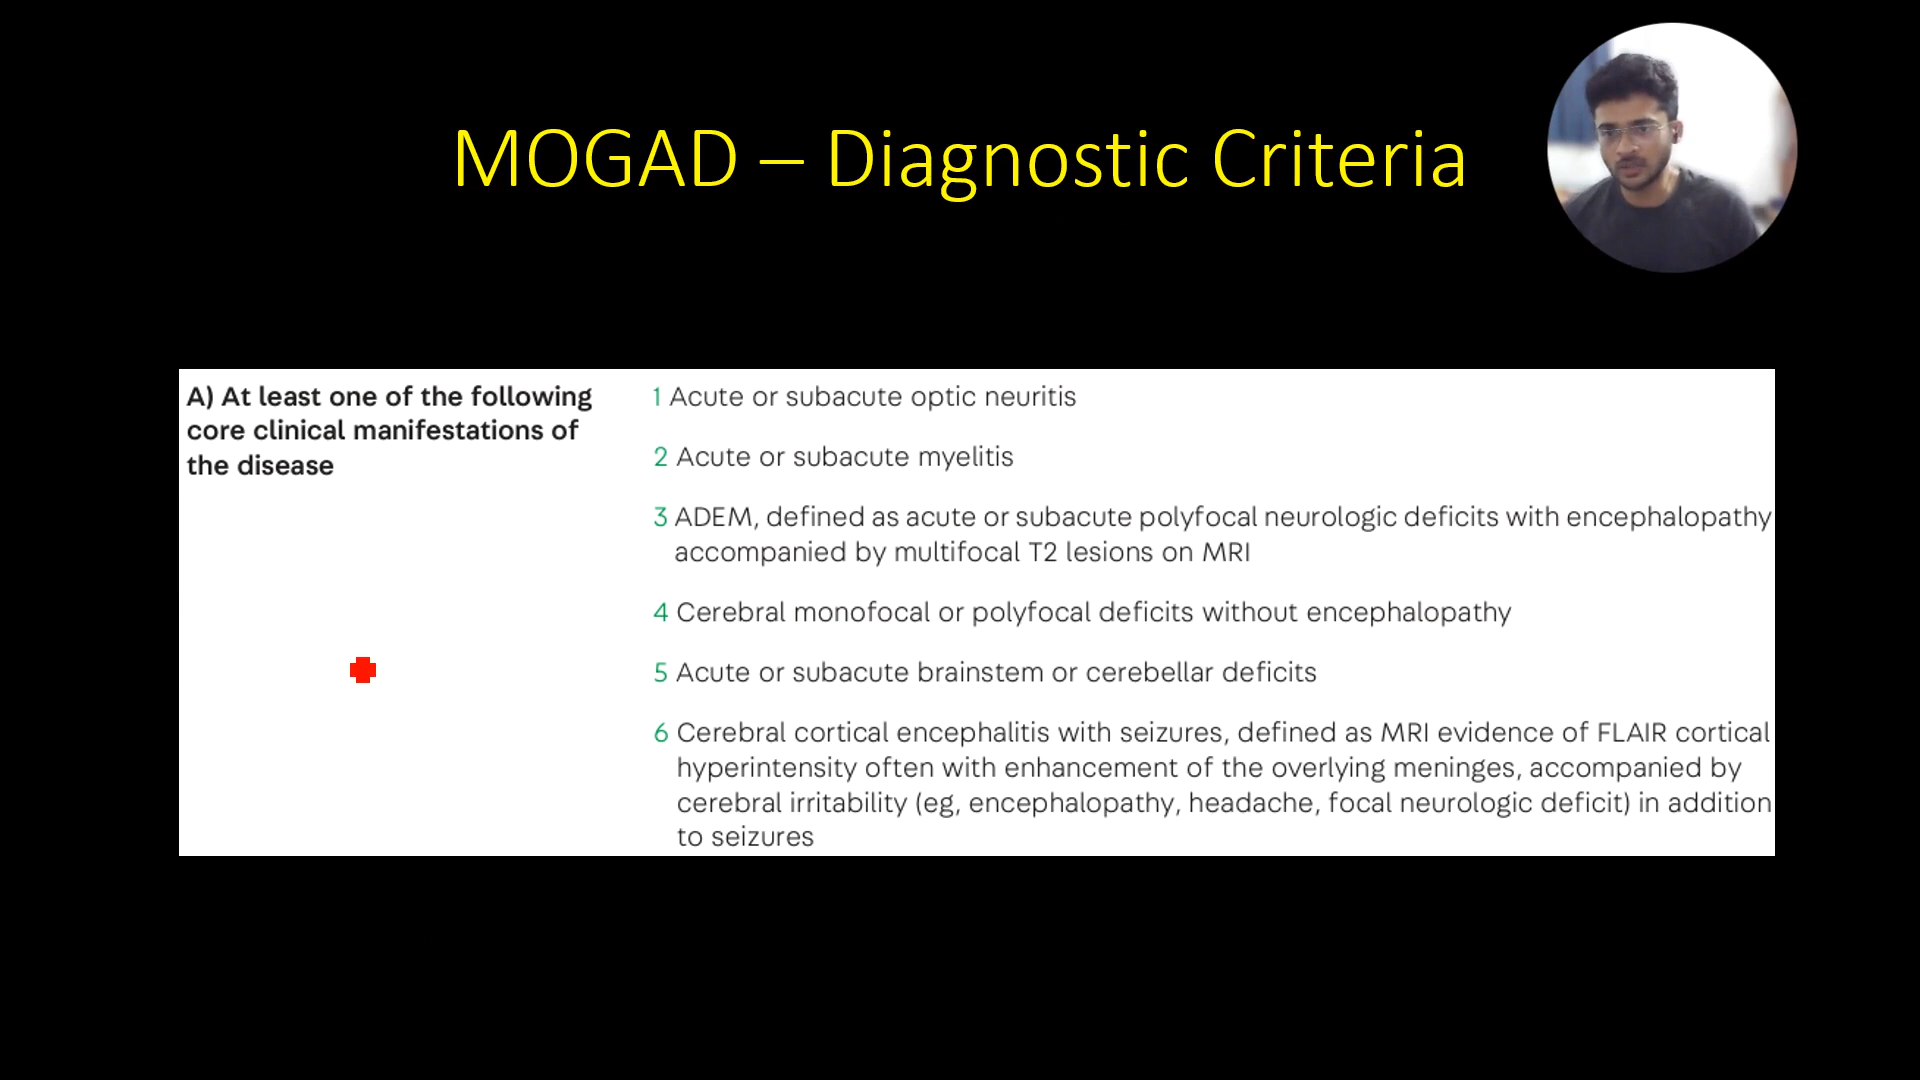 MOGAD – Diagnostic Criteria
A) At least one of the following
core clinical manifestations of
the disease
1 Acute or subacute optic neuritis
2 Acute or subacute myelitis
3 ADEM, defined as acute or subacute polyfocal neurologic deficits with encephalopathy
accompanied by multifocal T2 lesions on MRI
4 Cerebral monofocal or polyfocal deficits without encephalopathy
5 Acute or subacute brainstem or cerebellar deficits
6 Cerebral cortical encephalitis with seizures, defined as MRI evidence of FLAIR cortical
hyperintensity often with enhancement of the overlying meninges, accompanied by
cerebral irritability (eg, encephalopathy, headache, focal neurologic deficit) in addition
to seizures